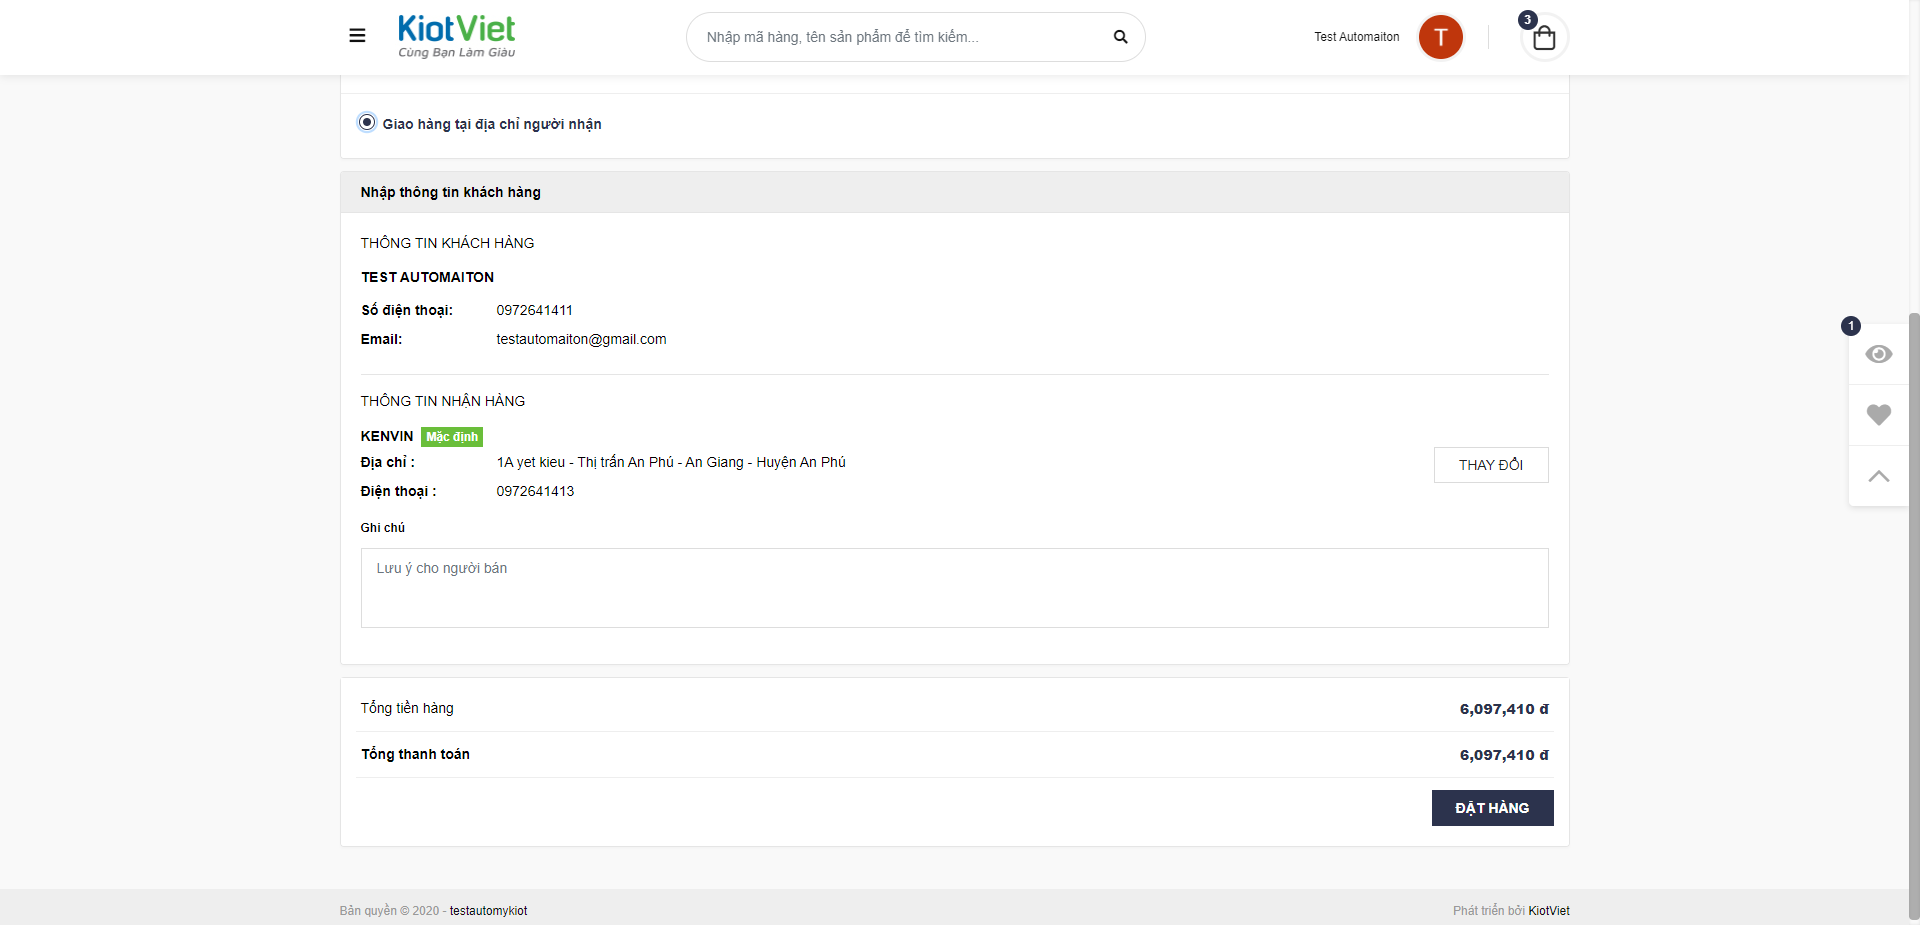 KiotViet
Cùng Bạn Làm Giàu
Nhập mã hàng, tên sản phẩm để tìm kiếm...
Test Automaiton
T
3
Giao hàng tại địa chỉ người nhận
Nhập thông tin khách hàng
THÔNG TIN KHÁCH HÀNG
TEST AUTOMAITON
Số điện thoại: 0972641411
Email: testautomaiton@gmail.com
1
THÔNG TIN NHẬN HÀNG
KENVIN Mặc định
Địa chỉ : 1A yet kieu - Thị trấn An Phú - An Giang - Huyện An Phú
THAY ĐỔI
Điện thoại : 0972641413
Ghi chú
Lưu ý cho người bán
Tổng tiền hàng 6,097,410 đ
Tổng thanh toán 6,097,410 đ
ĐẶT HÀNG
Bản quyền © 2020 - testautomykiot
Phát triển bởi KiotViet